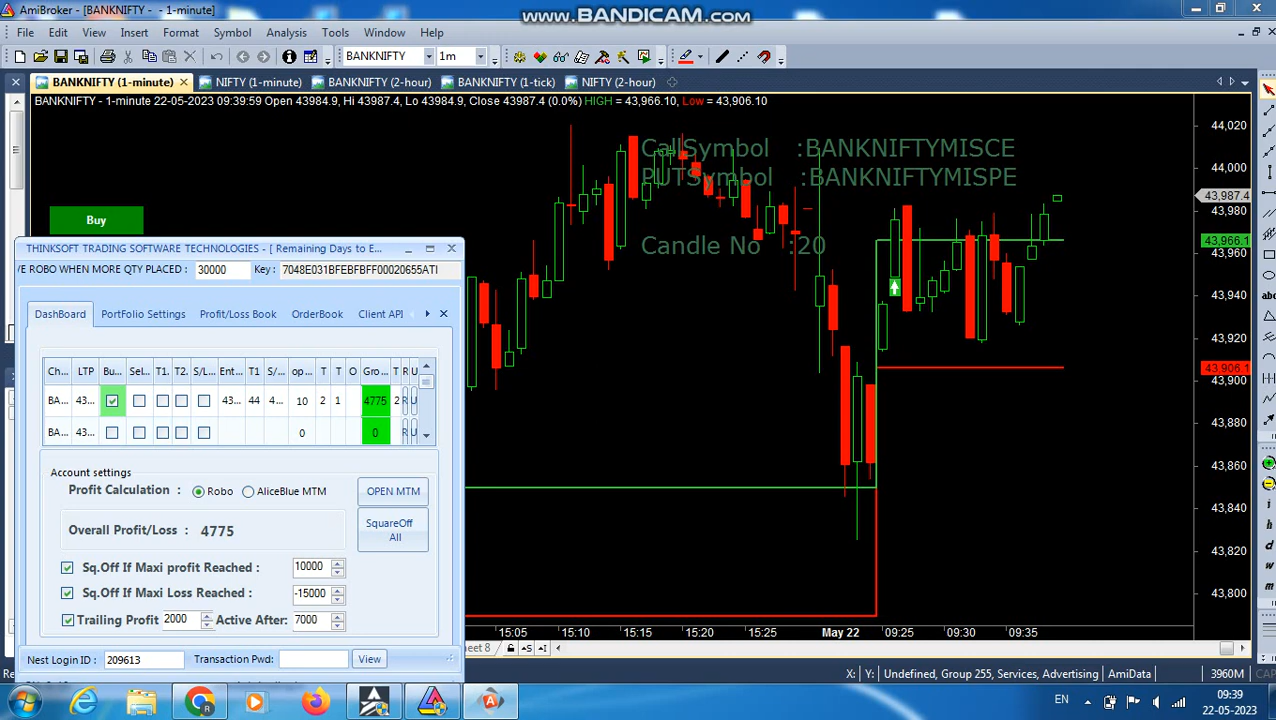 AmiBroker - [BANKNIFTY - - 1-minute]
www.BANDICAM.com
File Edit View Insert Format Symbol Analysis Tools Window Help
BANKNIFTY 1m
BANKNIFTY (1-minute) NIFTY (1-minute) BANKNIFTY (2-hour) BANKNIFTY (1-tick) NIFTY (2-hour)
BANKNIFTY - 1-minute 22-05-2023 09:39:59 Open 43984.9, Hi 43987.4, Lo 43984.9, Close 43987.4 (0.0%) HIGH = 43,966.10, Low = 43,906.10
CallSymbol :BANKNIFTYMISCE
PUTSymbol :BANKNIFTYMISPE
Candle No :20
44,020
44,000
43,987.4
43,980
43,966.1
43,960
43,940
43,920
43,906.1
43,900
43,880
43,860
43,840
43,820
43,800
Buy
THINKSOFT TRADING SOFTWARE TECHNOLOGIES - [ Remaining Days to E...
/E ROBO WHEN MORE QTY PLACED : 30000 Key : 7048E031BFEBFBFF00020655ATI
DashBoard PortFolio Settings Profit/Loss Book OrderBook Client API
Ch... LTP Bu... Sel... T1. T2. S/L... Ent... T1 S/... op... T T O Gro... T R U
BA... 43... 43... 44 4... 10 2 1 4775 2 R U
BA... 43... 0 0 R U
Account settings
Profit Calculation : Robo AliceBlue MTM OPEN MTM
Overall Profit/Loss : 4775 SquareOff All
Sq.Off If Maxi profit Reached : 10000
Sq.Off If Maxi Loss Reached : -15000
Trailing Profit 2000 Active After: 7000
Nest Login ID : 209613 Transaction Pwd: View
15:05 15:10 15:15 15:20 15:25 May 22 09:25 09:30 09:35
eet 8
X: Y: Undefined, Group 255, Services, Advertising AmiData 3960M CAP
EN 09:39
22-05-2023